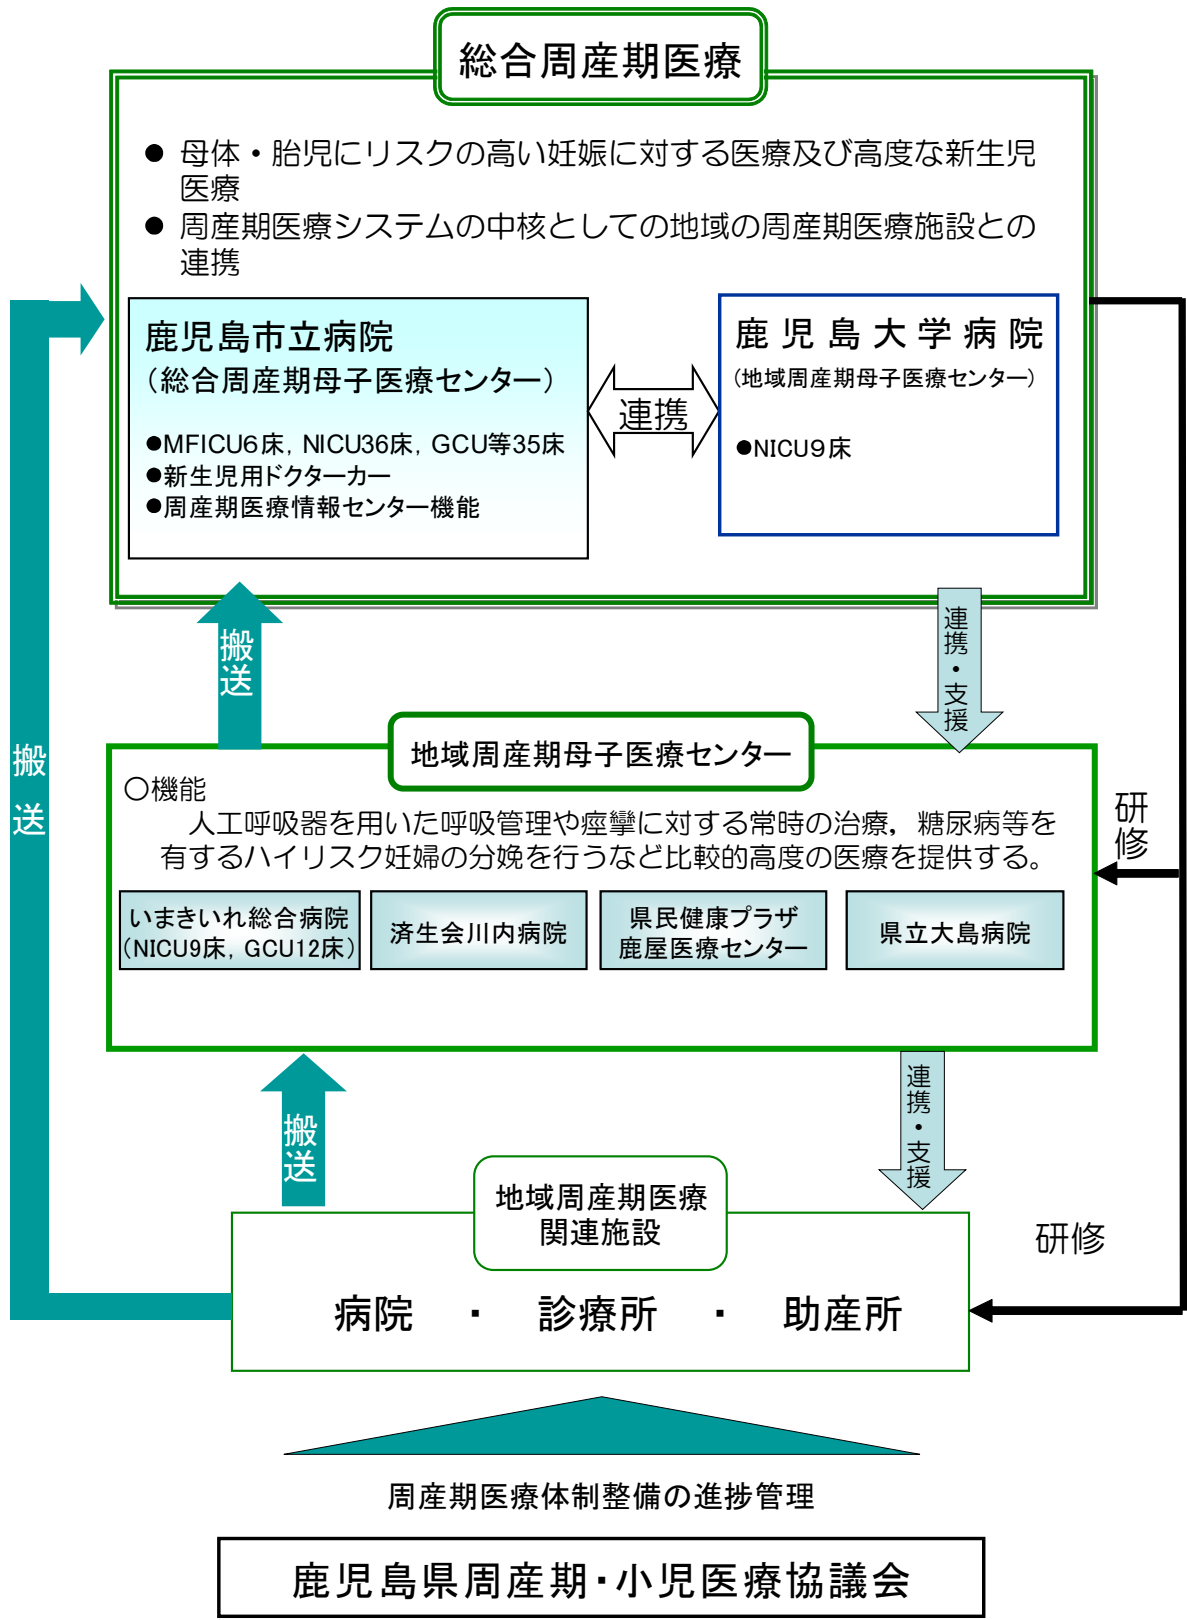 総合周産期医療
● 母体・胎児にリスクの高い妊娠に対する医療及び高度な新生児
医療
● 周産期医療システムの中核としての地域の周産期医療施設との
連携
鹿児島市立病院
（総合周産期母子医療センター）
●MFICU6床，NICU36床，GCU等35床
●新生児用ドクターカー
●周産期医療情報センター機能
連携
鹿児島大学病院
（地域周産期母子医療センター）
●NICU9床
搬送
連携・支援
搬送
地域周産期母子医療センター
〇機能
人工呼吸器を用いた呼吸管理や痙攣に対する常時の治療，糖尿病等を
有するハイリスク妊婦の分娩を行うなど比較的高度の医療を提供する。
研修
いまきいれ総合病院
（NICU9床，GCU12床）
済生会川内病院
県民健康プラザ
鹿屋医療センター
県立大島病院
搬送
連携・支援
地域周産期医療
関連施設
研修
病院　・　診療所　・　助産所
周産期医療体制整備の進捗管理
鹿児島県周産期・小児医療協議会